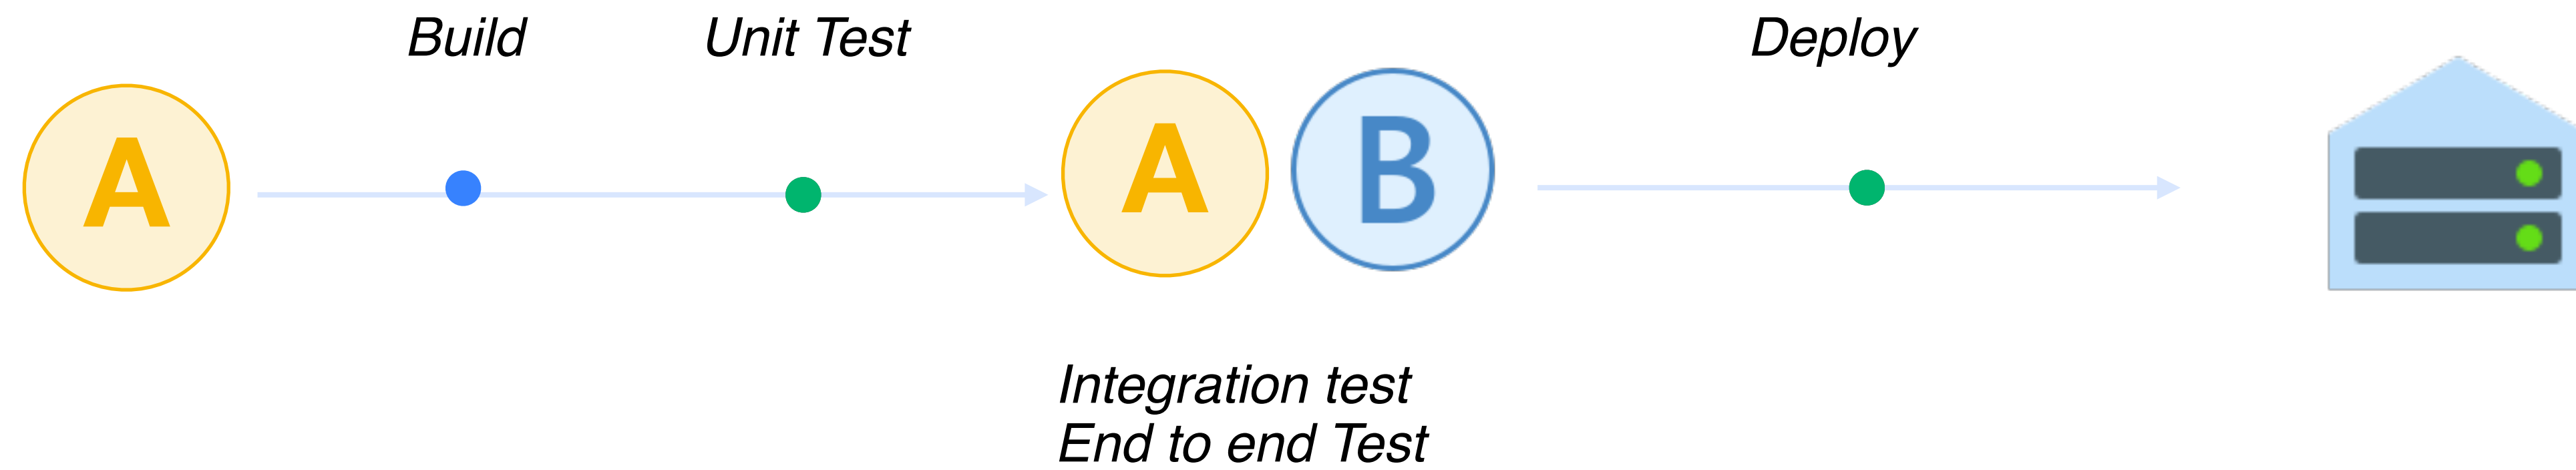 Build
Unit Test
Deploy
A
A
B
Integration test
End to end Test